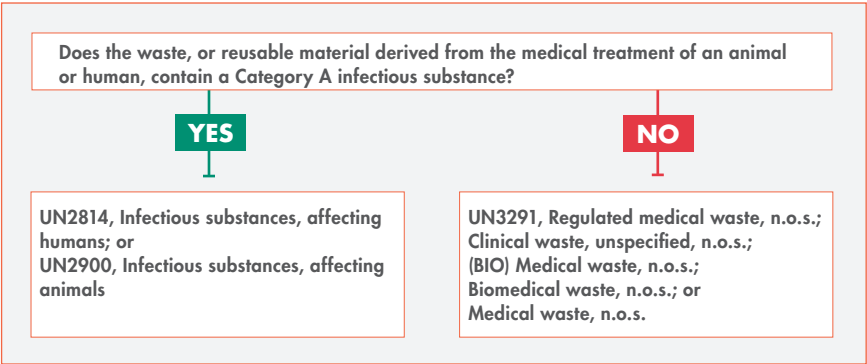 Does the waste, or reusable material derived from the medical treatment of an animal
or human, contain a Category A infectious substance?
YES
NO
UN2814, Infectious substances, affecting
humans; or
UN2900, Infectious substances, affecting
animals
UN3291, Regulated medical waste, n.o.s.;
Clinical waste, unspecified, n.o.s.;
(BIO) Medical waste, n.o.s.;
Biomedical waste, n.o.s.; or
Medical waste, n.o.s.